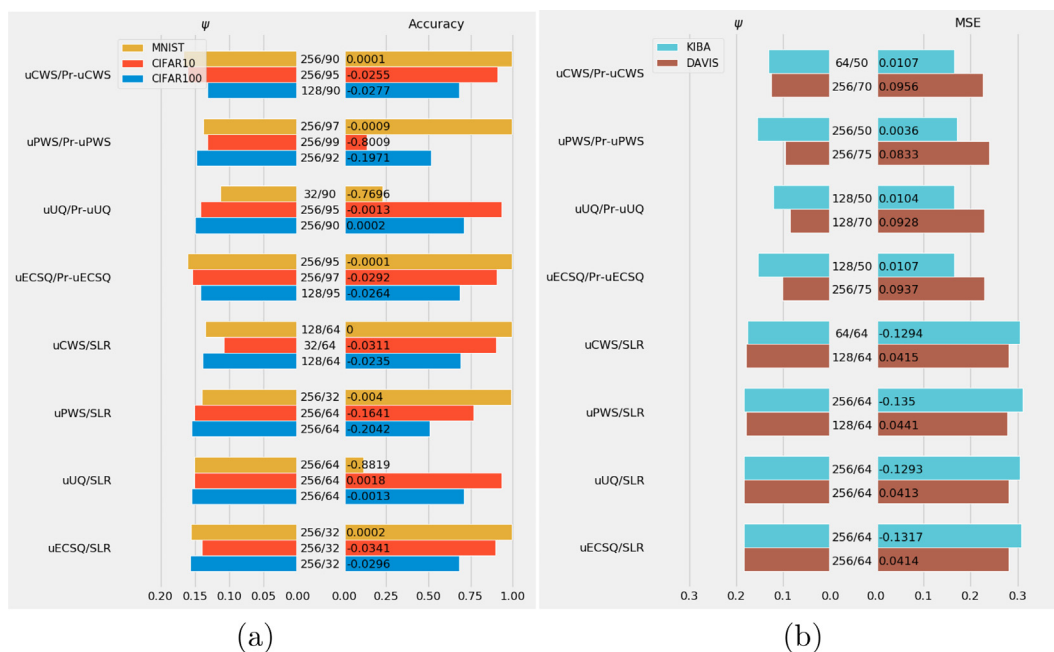 ψ Accuracy
MNIST
CIFAR10
CIFAR100
uCWS/Pr-uCWS
256/90 0.0001
256/95 -0.0255
128/90 -0.0277
uPWS/Pr-uPWS
256/97 -0.0009
256/99 -0.8009
256/92 -0.1971
uUQ/Pr-uUQ
32/90 -0.7696
256/95 -0.0013
256/90 0.0002
uECSQ/Pr-uECSQ
256/95 -0.0001
256/97 -0.0292
128/95 -0.0264
uCWS/SLR
128/64 0
32/64 -0.0311
128/64 -0.0235
uPWS/SLR
256/32 -0.004
256/64 -0.1641
256/64 -0.2042
uUQ/SLR
256/64 -0.8819
256/64 0.0018
256/64 -0.0013
uECSQ/SLR
256/32 0.0002
256/32 -0.0341
256/32 -0.0296
0.20 0.15 0.10 0.05 0.00 0.00 0.25 0.50 0.75 1.00
(a)
ψ MSE
KIBA
DAVIS
uCWS/Pr-uCWS
64/50 0.0107
256/70 0.0956
uPWS/Pr-uPWS
256/50 0.0036
256/75 0.0833
uUQ/Pr-uUQ
128/50 0.0104
128/70 0.0928
uECSQ/Pr-uECSQ
128/50 0.0107
256/75 0.0937
uCWS/SLR
64/64 -0.1294
128/64 0.0415
uPWS/SLR
256/64 -0.135
128/64 0.0441
uUQ/SLR
256/64 -0.1293
256/64 0.0413
uECSQ/SLR
256/64 -0.1317
256/64 0.0414
0.3 0.2 0.1 0.0 0.0 0.1 0.2 0.3
(b)